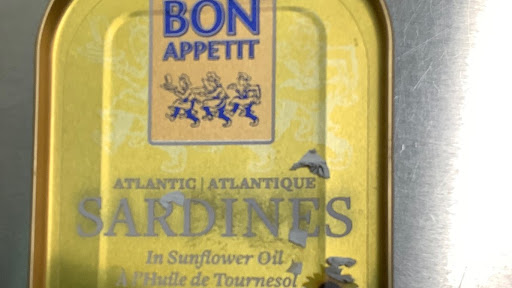 BON
APPETIT
ATLANTIC | ATLANTIQUE
SARDINES
In Sunflower Oil
À l'Huile de Tournesol